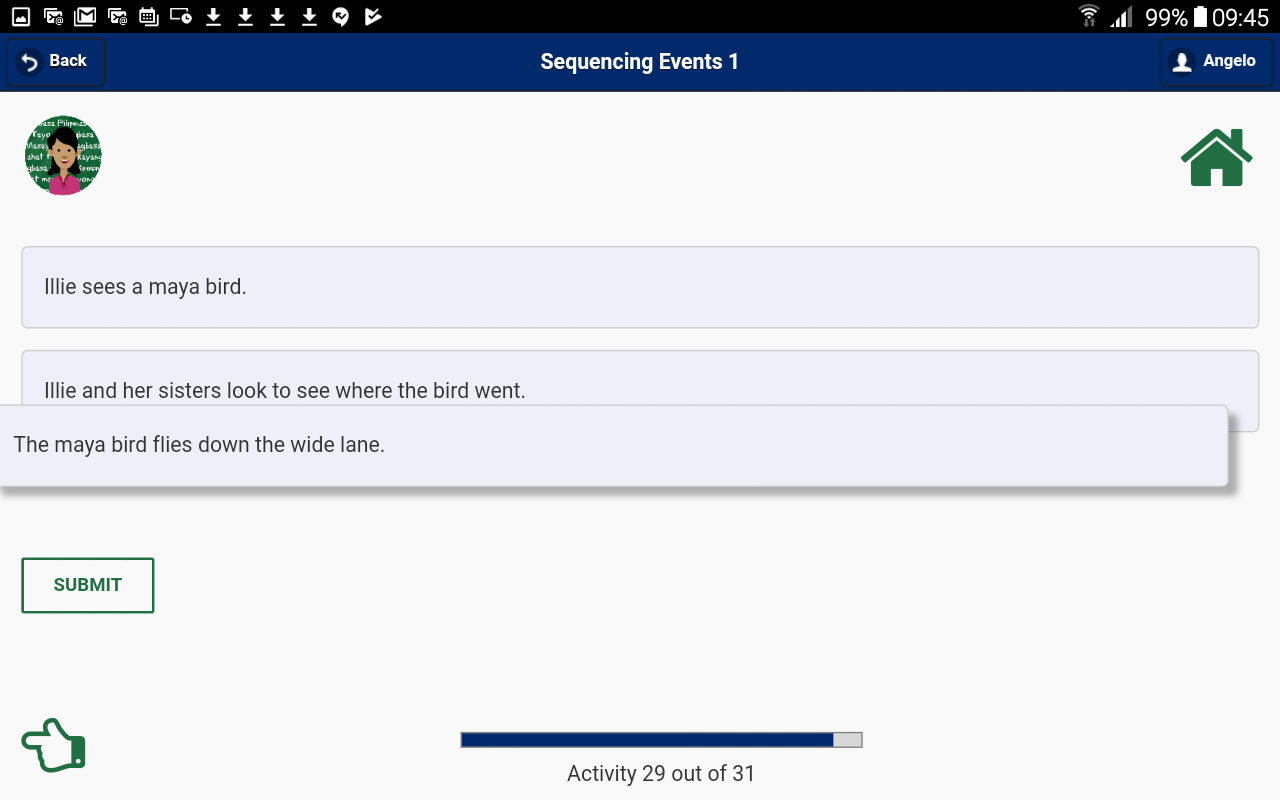 99% 09:45
Back
Sequencing Events 1
Angelo
Illie sees a maya bird.
Illie and her sisters look to see where the bird went.
The maya bird flies down the wide lane.
SUBMIT
Activity 29 out of 31